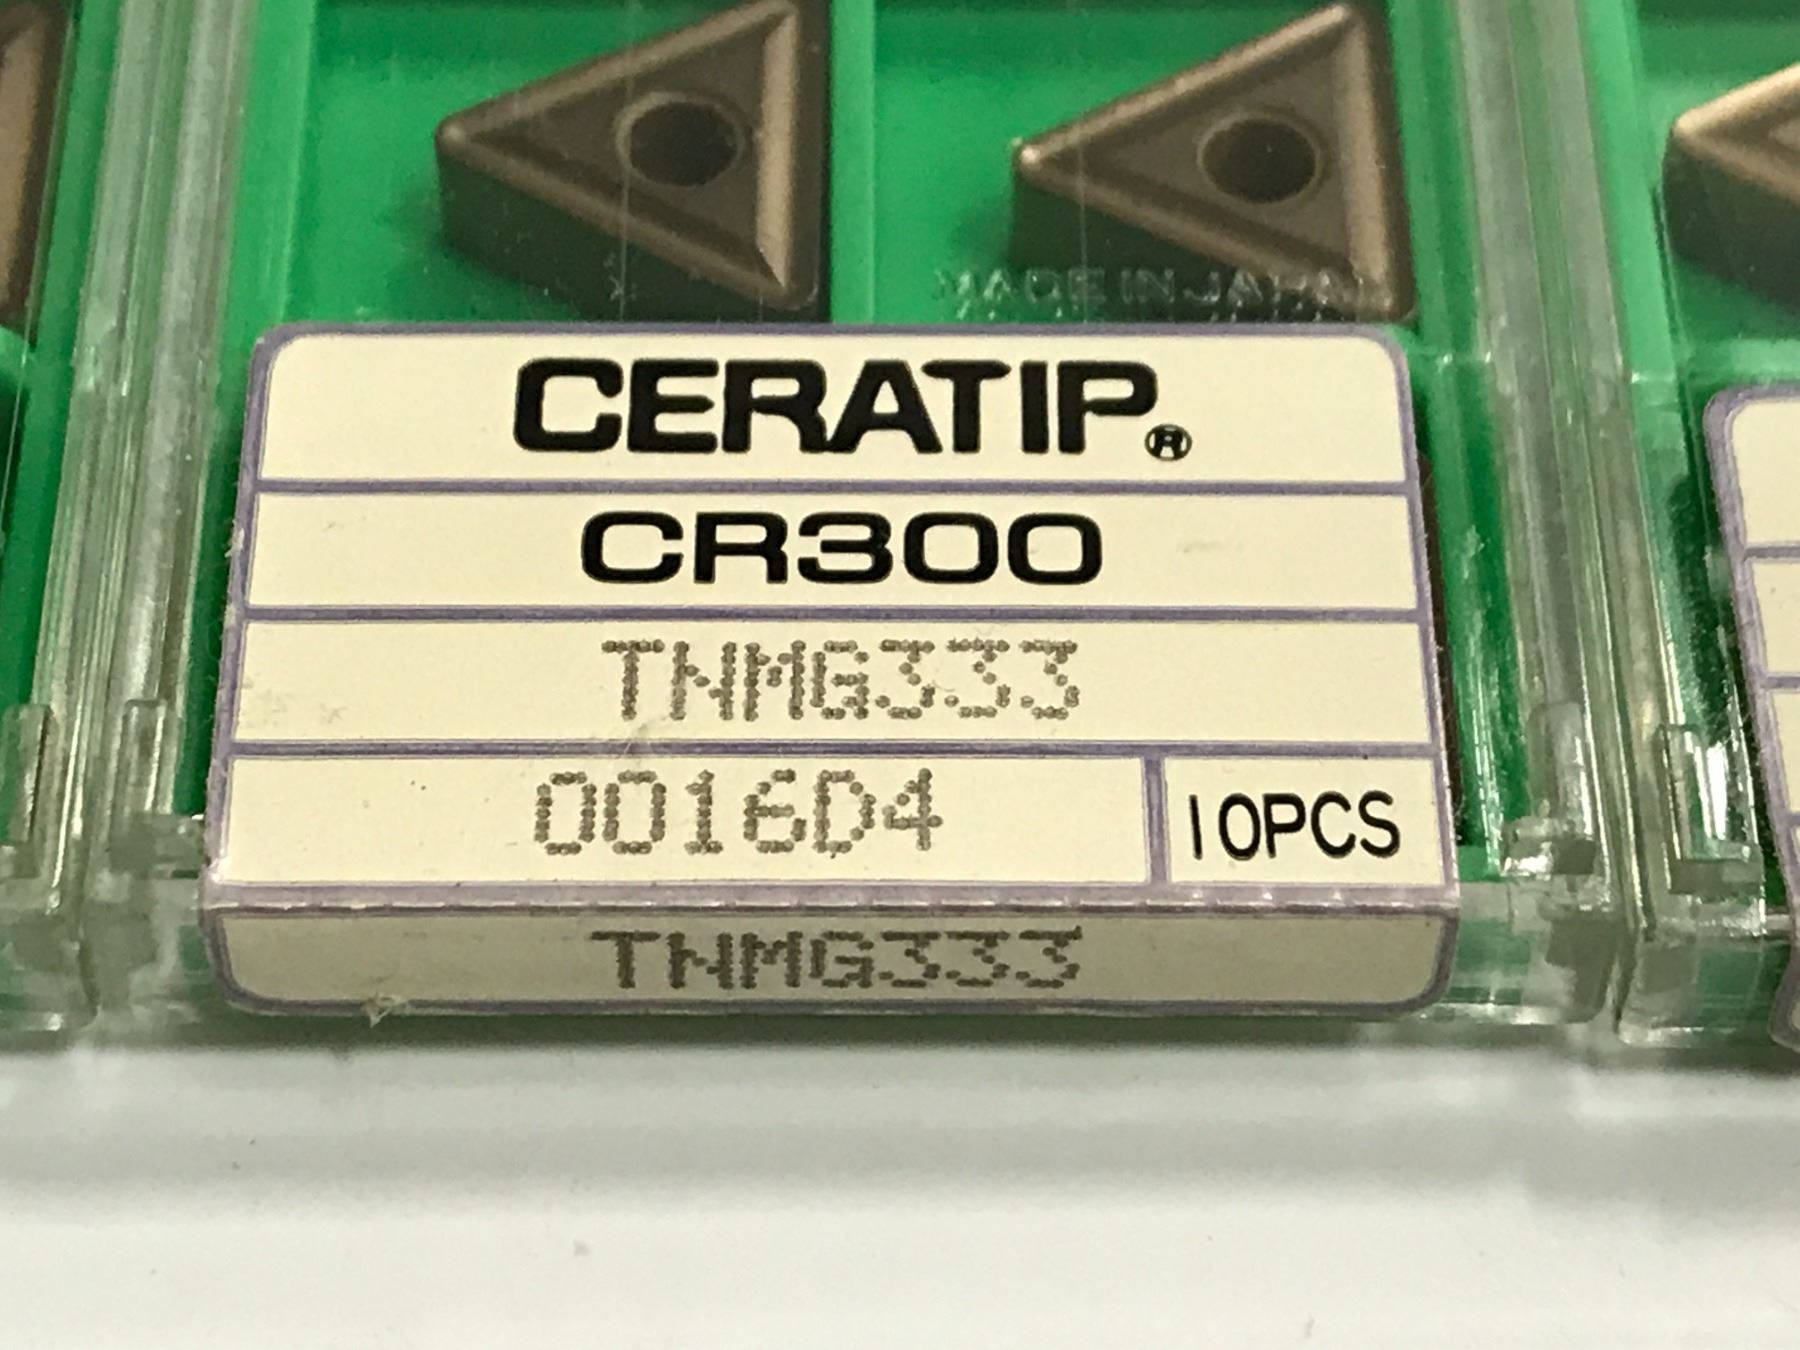 MADE IN JAPAN
CERATIP®
CR300
TNMG333
0016D4
10PCS
TNMG333